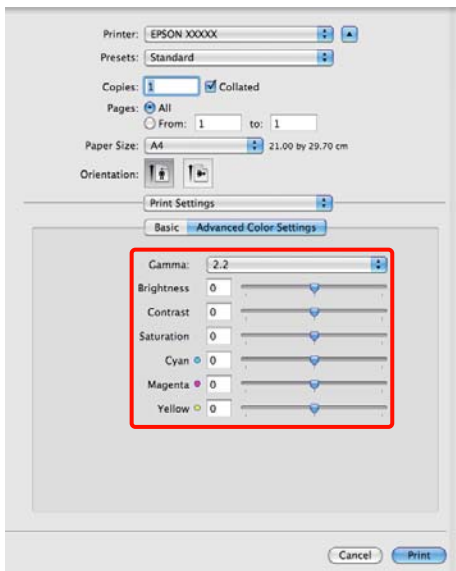 Printer: EPSON XXXXX
Presets: Standard
Copies: 1 Collated
Pages: All
From: 1 to: 1
Paper Size: A4 21.00 by 29.70 cm
Orientation:
Print Settings
Basic Advanced Color Settings
Gamma: 2.2
Brightness 0
Contrast 0
Saturation 0
Cyan 0
Magenta 0
Yellow 0
Cancel Print